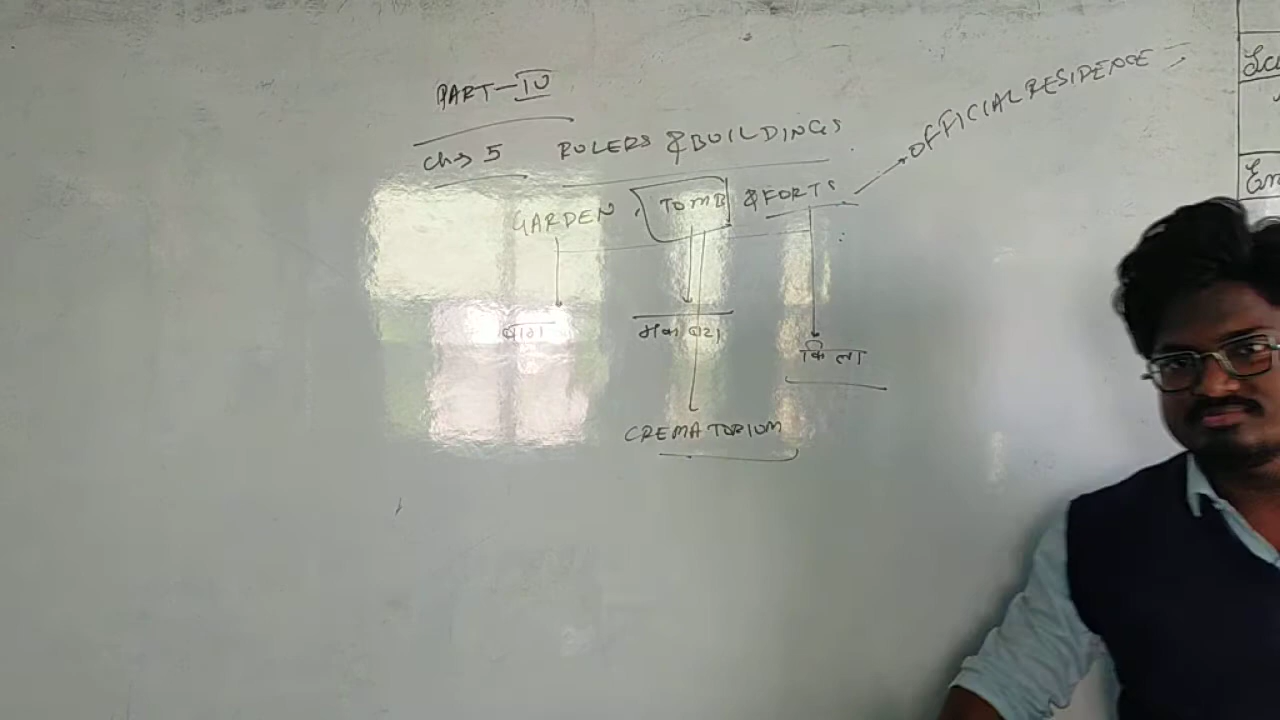 PART-IV
Ch→5 RULERS & BUILDINGS
GARDEN, TOMB & FORTS → OFFICIAL RESIDENCE
बाग मकबरा किला
CREMATORIUM